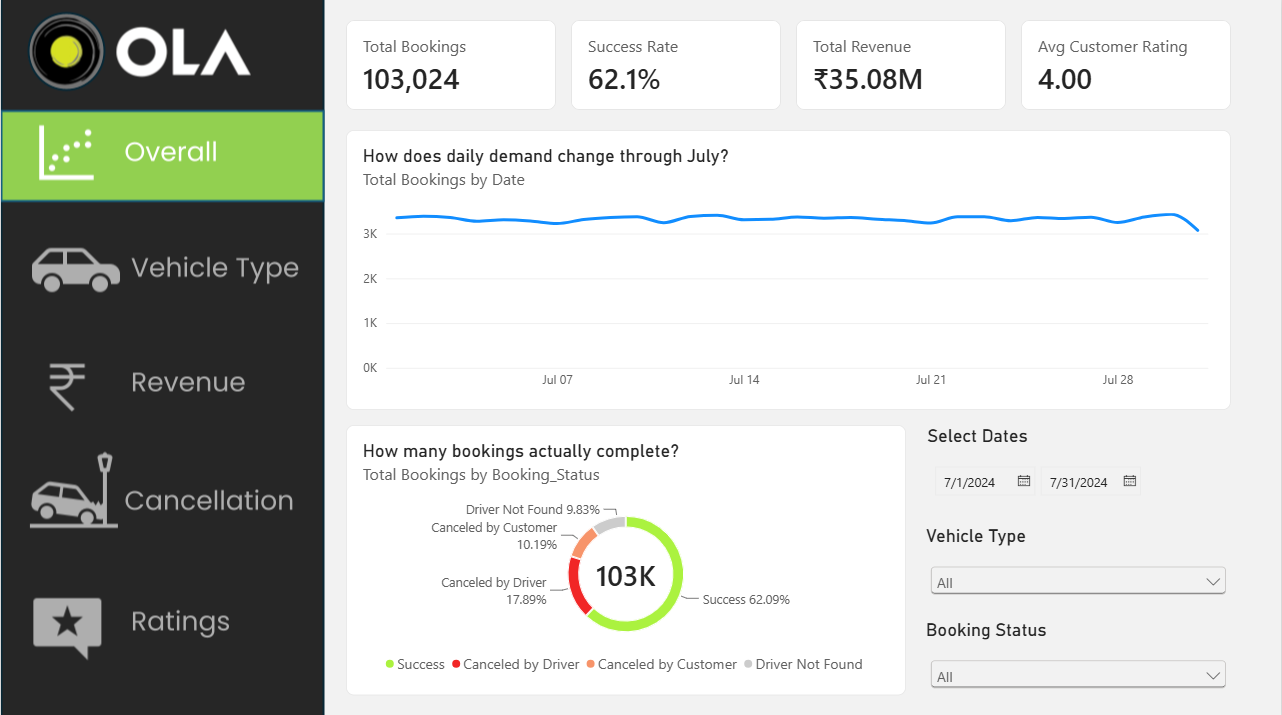 OLA
Overall
Vehicle Type
Revenue
Cancellation
Ratings
Total Bookings
103,024
Success Rate
62.1%
Total Revenue
₹35.08M
Avg Customer Rating
4.00
How does daily demand change through July?
Total Bookings by Date
3K
2K
1K
0K
Jul 07
Jul 14
Jul 21
Jul 28
How many bookings actually complete?
Total Bookings by Booking_Status
Driver Not Found 9.83%
Canceled by Customer
10.19%
Canceled by Driver
17.89%
103K
Success 62.09%
Success Canceled by Driver Canceled by Customer Driver Not Found
Select Dates
7/1/2024 7/31/2024
Vehicle Type
All
Booking Status
All